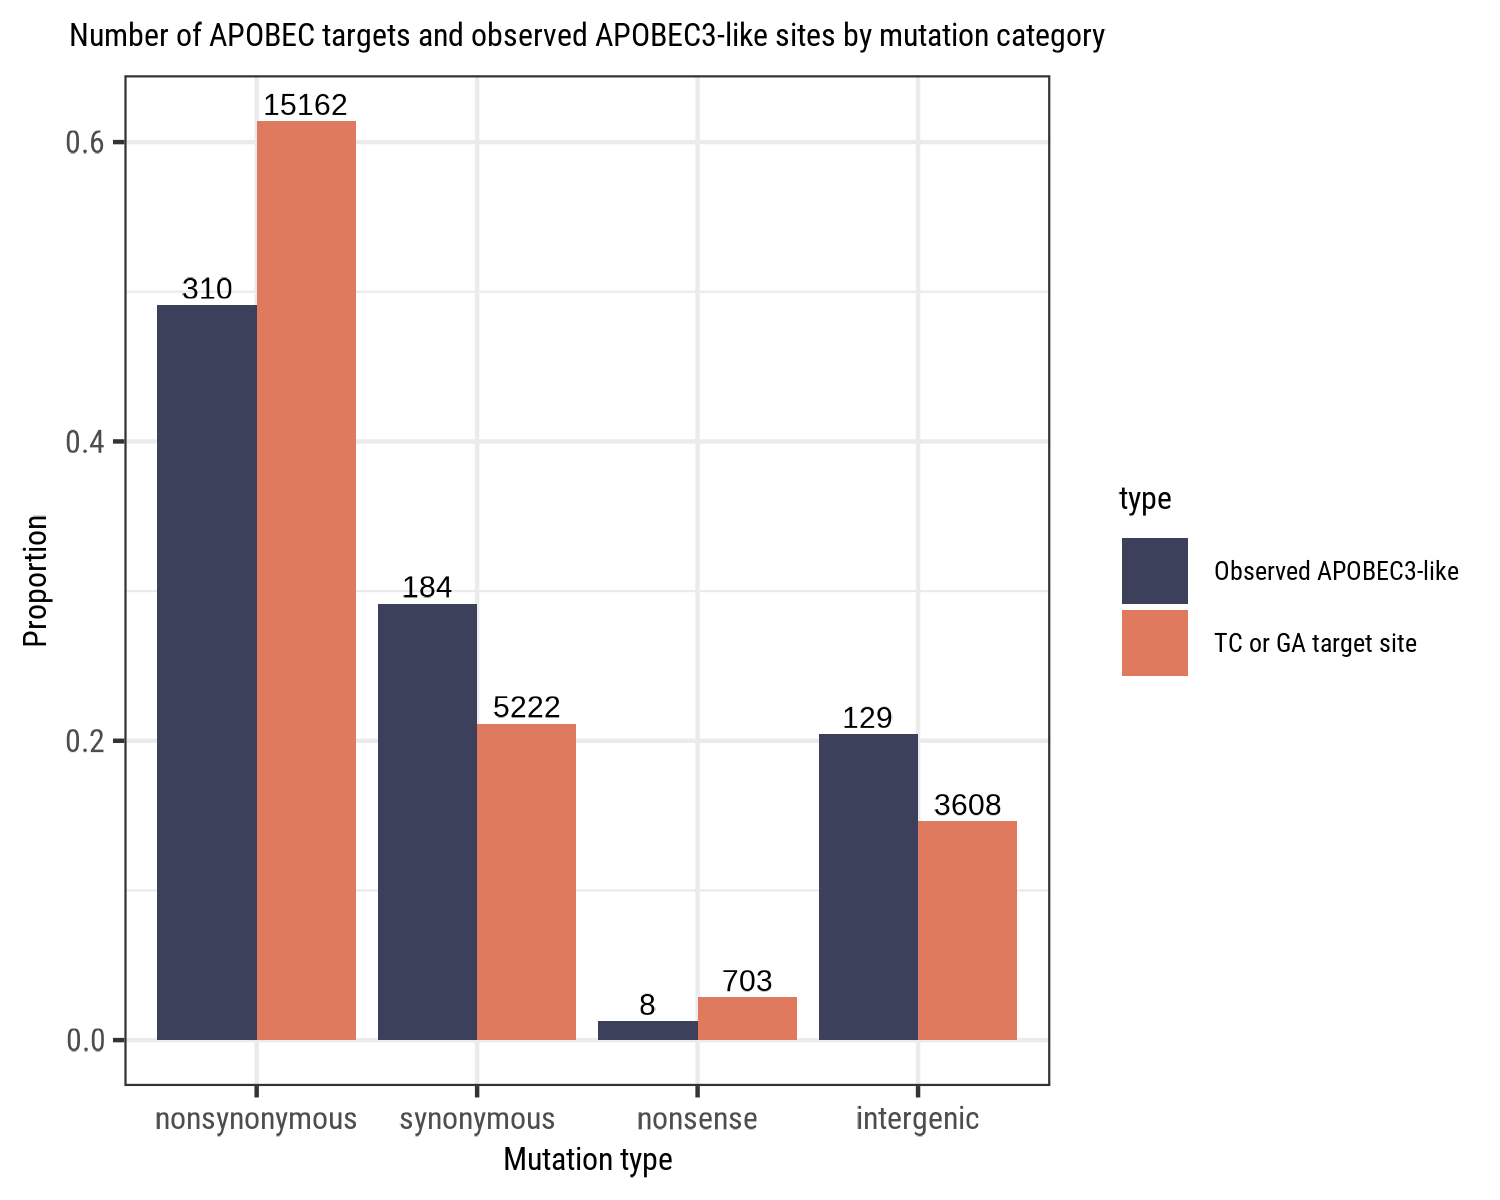 Number of APOBEC targets and observed APOBEC3-like sites by mutation category
15162
0.6
310
0.4
type
Observed APOBEC3-like
TC or GA target site
Proportion
184
5222
129
0.2
3608
703
8
0.0
nonsynonymous synonymous nonsense intergenic
Mutation type